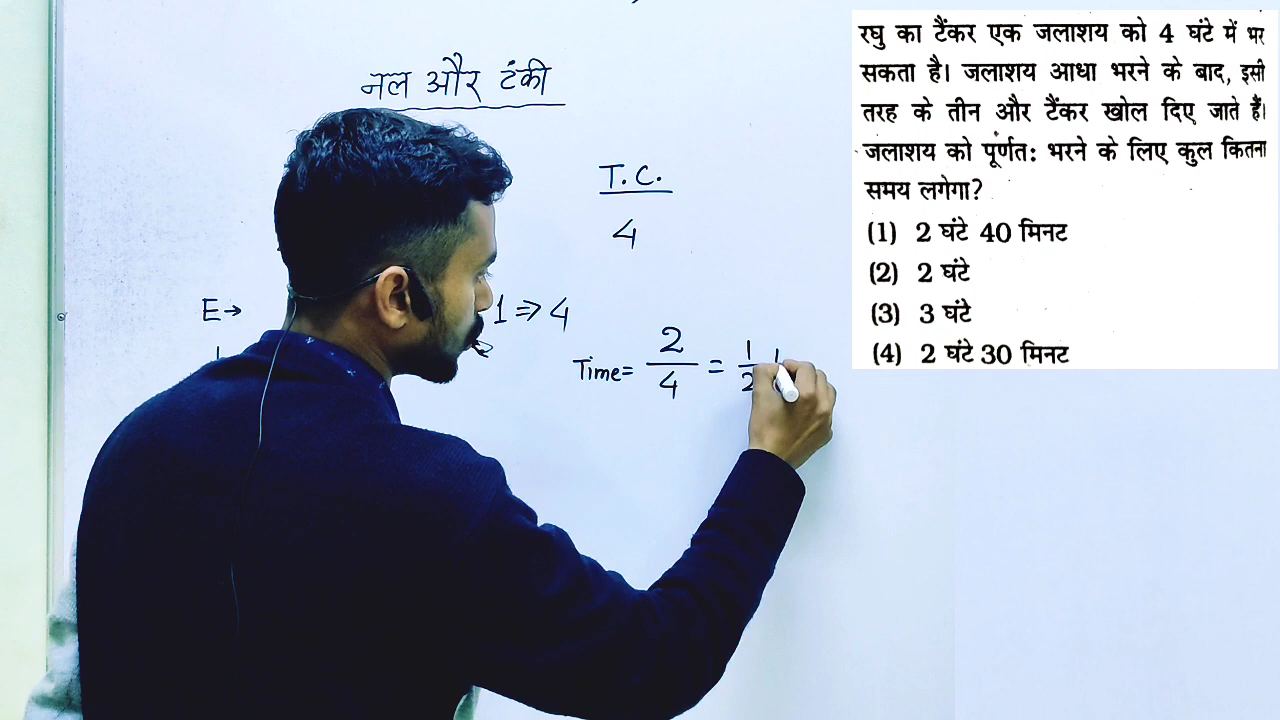 नल और टंकी
T.C.
4
E→
1 ⇒ 4
Time= 2/4 = 1/2
रघु का टैंकर एक जलाशय को 4 घंटे में भर
सकता है। जलाशय आधा भरने के बाद, इसी
तरह के तीन और टैंकर खोल दिए जाते हैं।
जलाशय को पूर्णत: भरने के लिए कुल कितना
समय लगेगा?
(1) 2 घंटे 40 मिनट
(2) 2 घंटे
(3) 3 घंटे
(4) 2 घंटे 30 मिनट